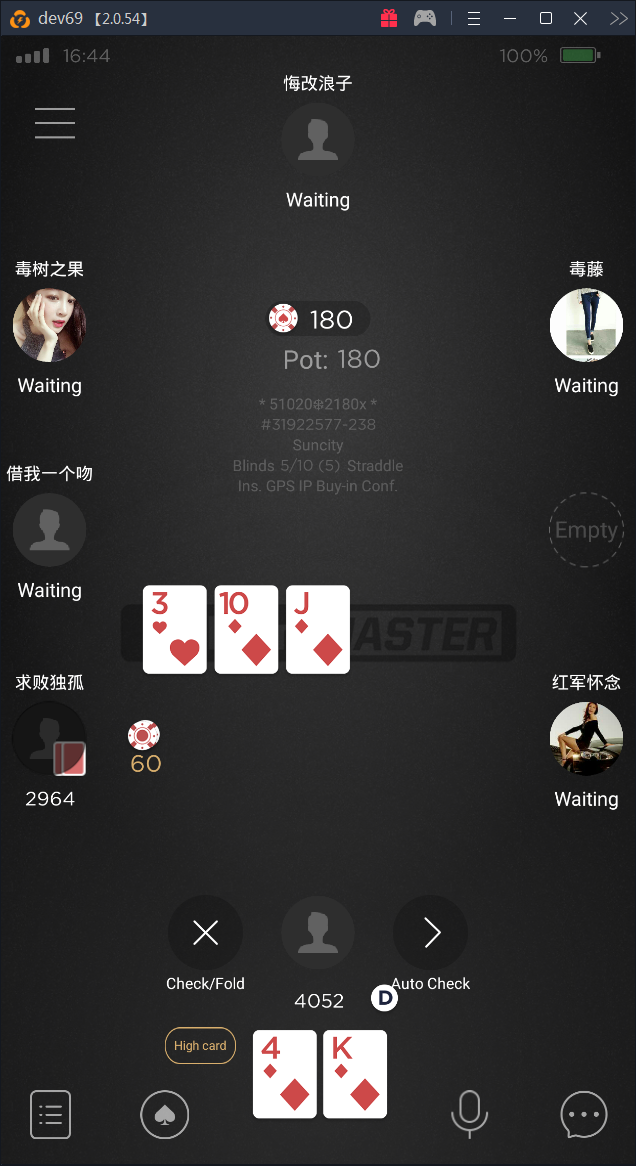 dev69 【2.0.54】
16:44
100%
悔改浪子
Waiting
毒树之果
毒藤
180
Pot: 180
Waiting
Waiting
* 51020❄2180x *
#31922577-238
Suncity
Blinds 5/10 (5) Straddle
Ins. GPS IP Buy-in Conf.
借我一个吻
Empty
Waiting
3
10
J
MASTER
求败独孤
红军怀念
60
2964
Waiting
Check/Fold
Auto Check
4052
D
High card
4
K